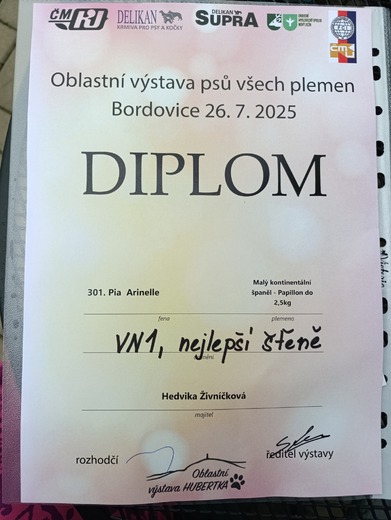 ČMKJ
DELIKAN
KRMIVA PRO PSY A KOČKY
DELIKAN
SUPRA
FCI
ČMKU
Oblastní výstava psů všech plemen
Bordovice 26. 7. 2025
DIPLOM
301. Pia Arinelle
Malý kontinentální
španěl - Papillon do
2,5kg
fena
plemeno
VN1, nejlepší štěně
Hedvika Živníčková
majitel
rozhodčí
ředitel výstavy
Oblastní
výstava HUBERTKA